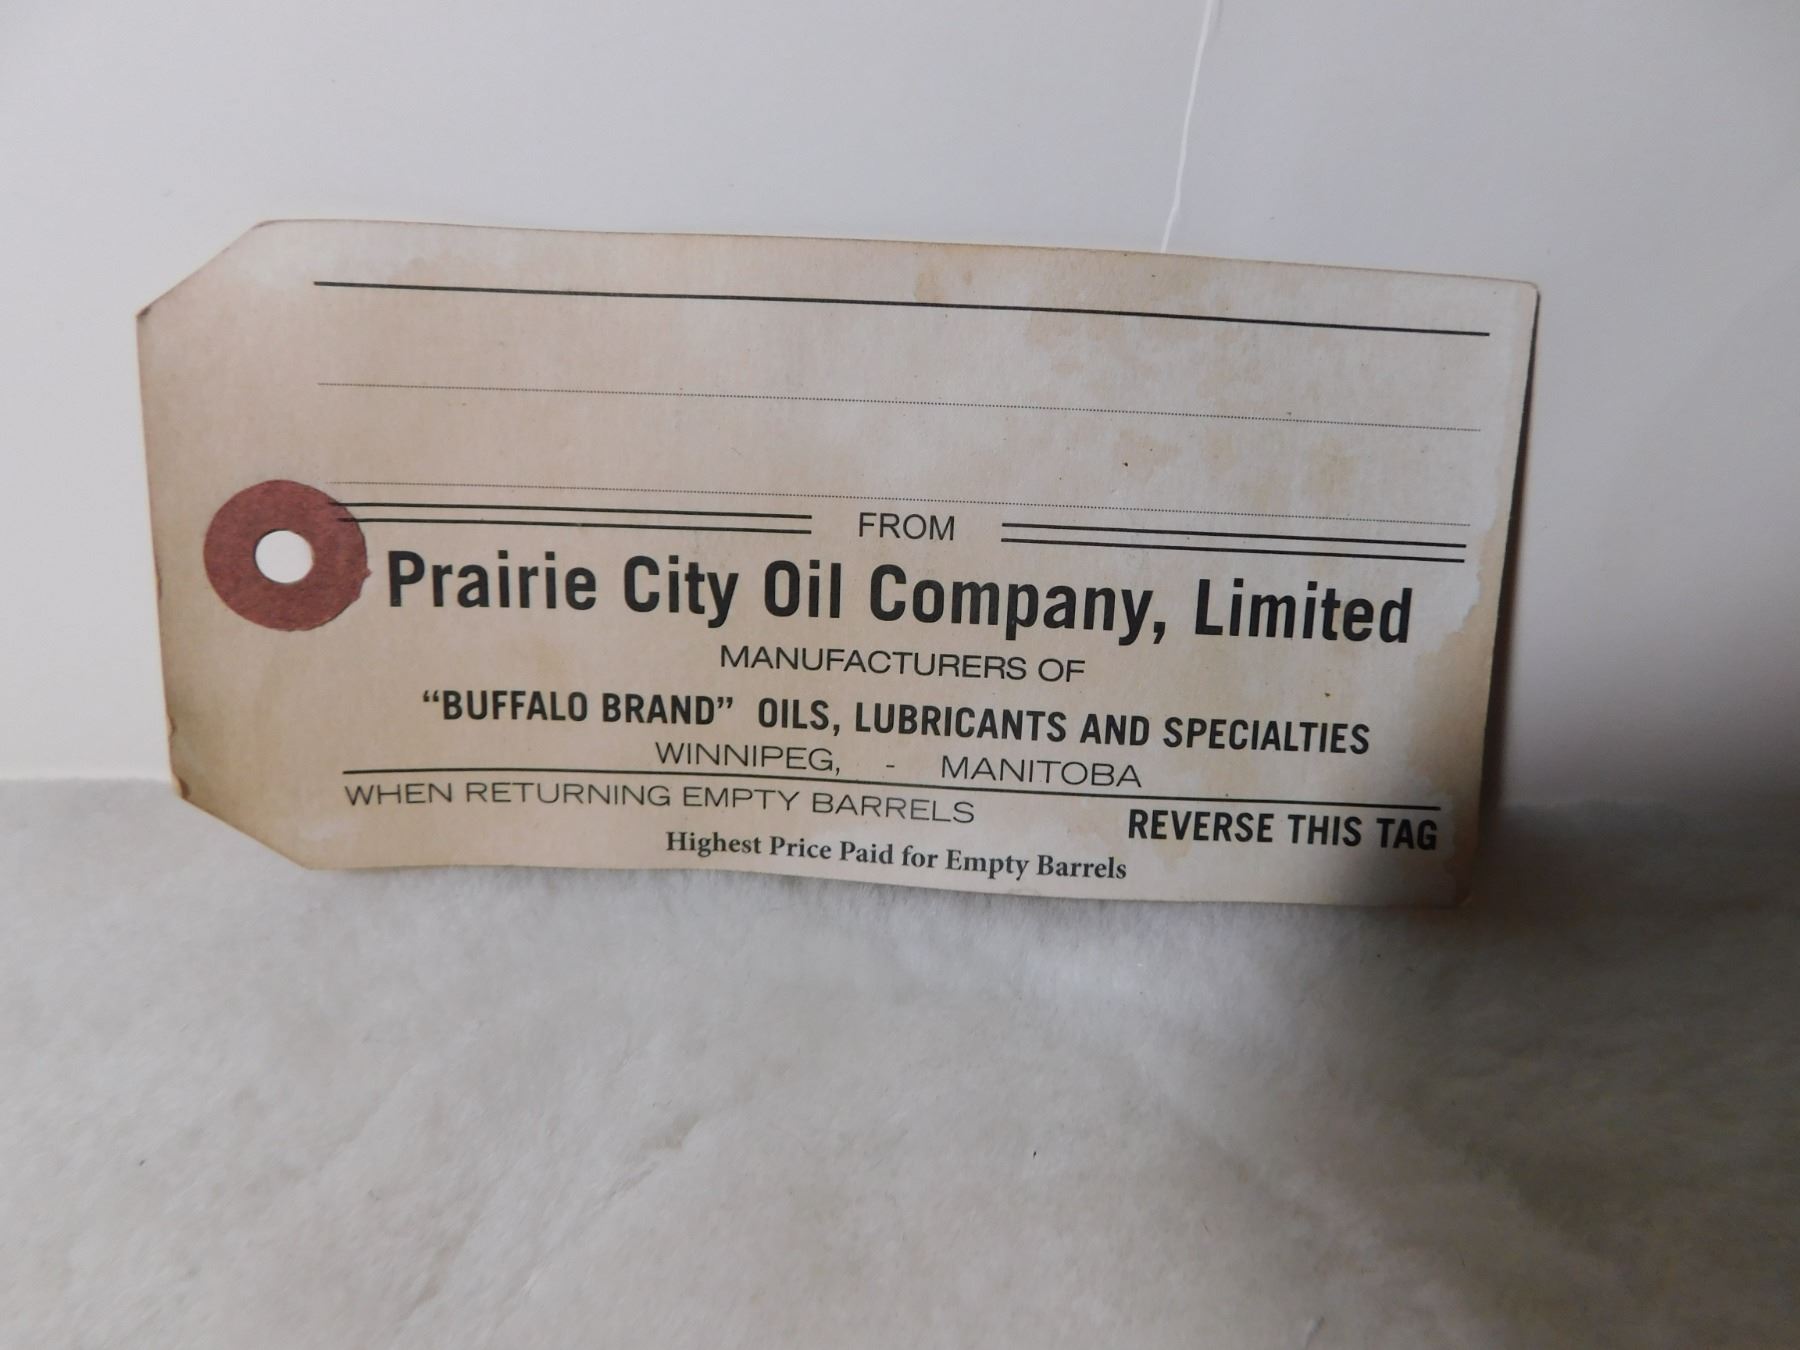 FROM
Prairie City Oil Company, Limited
MANUFACTURERS OF
“BUFFALO BRAND” OILS, LUBRICANTS AND SPECIALTIES
WINNIPEG, - MANITOBA
WHEN RETURNING EMPTY BARRELS REVERSE THIS TAG
Highest Price Paid for Empty Barrels